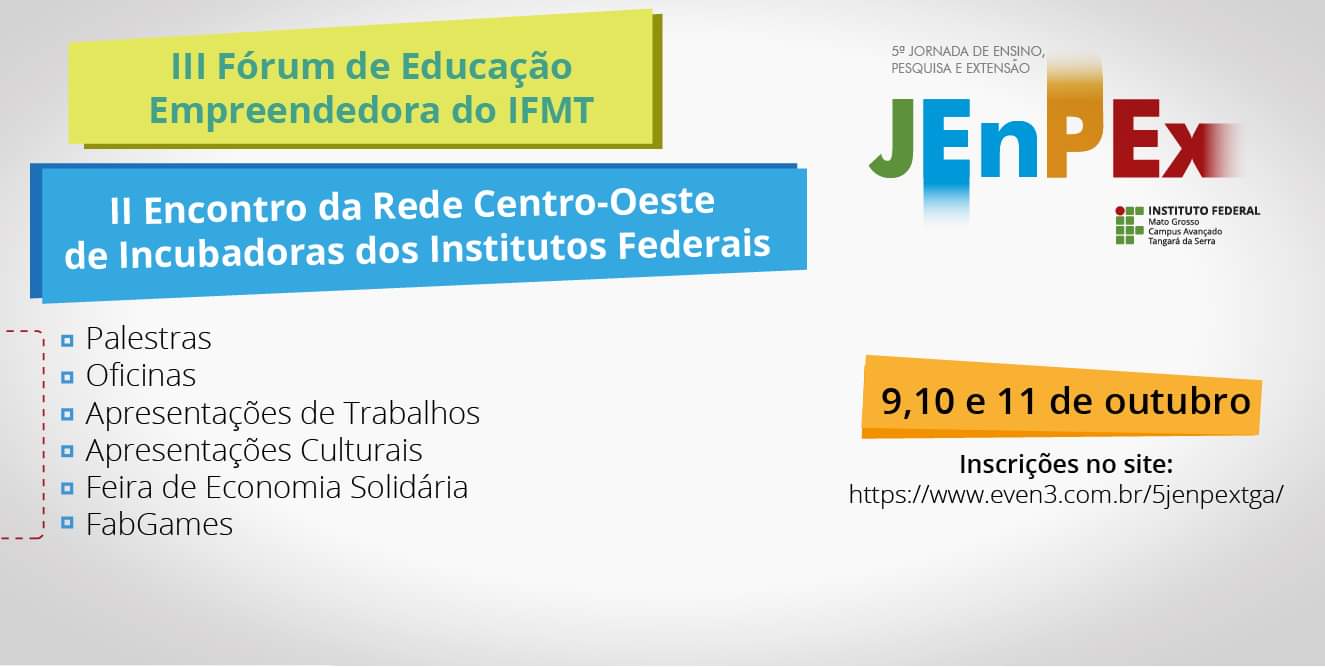 III Fórum de Educação
Empreendedora do IFMT
II Encontro da Rede Centro-Oeste
de Incubadoras dos Institutos Federais
Palestras
Oficinas
Apresentações de Trabalhos
Apresentações Culturais
Feira de Economia Solidária
FabGames
5ª JORNADA DE ENSINO,
PESQUISA E EXTENSÃO
JEnPEx
INSTITUTO FEDERAL
Mato Grosso
Campus Avançado
Tangará da Serra
9,10 e 11 de outubro
Inscrições no site:
https://www.even3.com.br/5jenpextga/